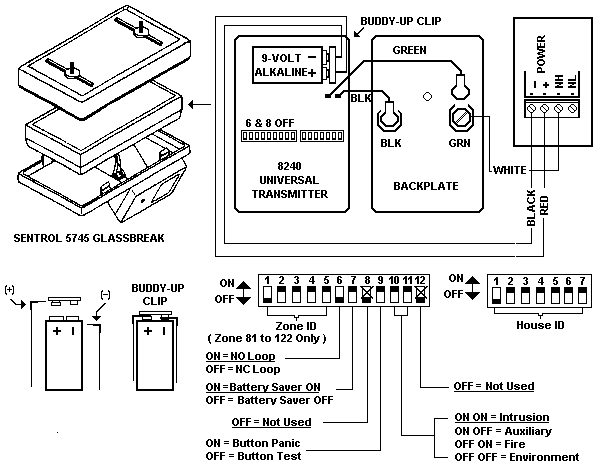 BUDDY-UP CLIP
9-VOLT −
ALKALINE +
GREEN
POWER
− + NH NL
BLK
6 & 8 OFF
BLK
GRN
8240
UNIVERSAL
TRANSMITTER
BACKPLATE
WHITE
BLACK
RED
SENTROL 5745 GLASSBREAK
(+)
(−)
BUDDY-UP
CLIP
+ −
+ −
ON
OFF
1 2 3 4 5 6 7 8 9 10 11 12
ON
OFF
1 2 3 4 5 6 7
Zone ID
( Zone 81 to 122 Only )
House ID
ON = NO Loop
OFF = NC Loop
ON =Battery Saver ON
OFF = Battery Saver OFF
OFF = Not Used
OFF = Not Used
ON = Button Panic
OFF = Button Test
ON ON = Intrusion
ON OFF = Auxiliary
OFF ON = Fire
OFF OFF = Environment